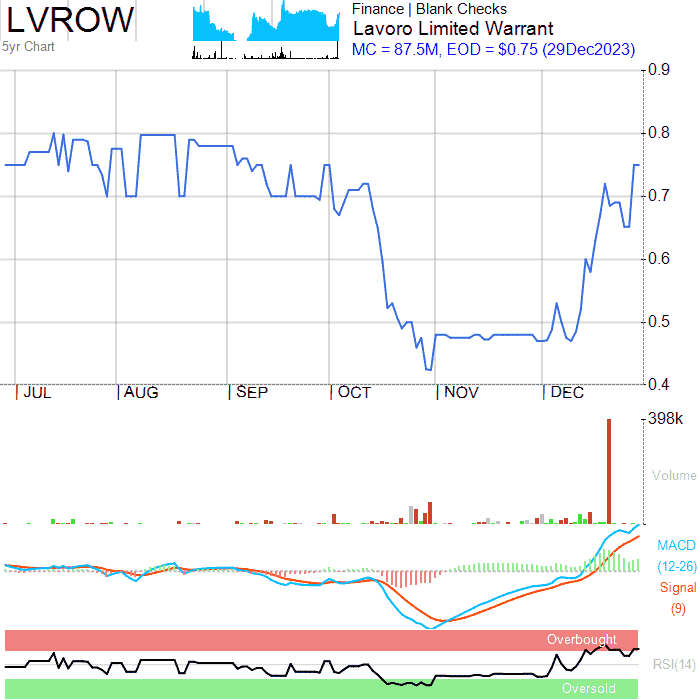 LVROW
5yr Chart
Finance | Blank Checks
Lavoro Limited Warrant
MC = 87.5M, EOD = $0.75 (29Dec2023)
0.9
0.8
0.7
0.6
0.5
0.4
JUL AUG SEP OCT NOV DEC
398k
Volume
MACD
(12-26)
Signal
(9)
Overbought
RSI(14)
Oversold